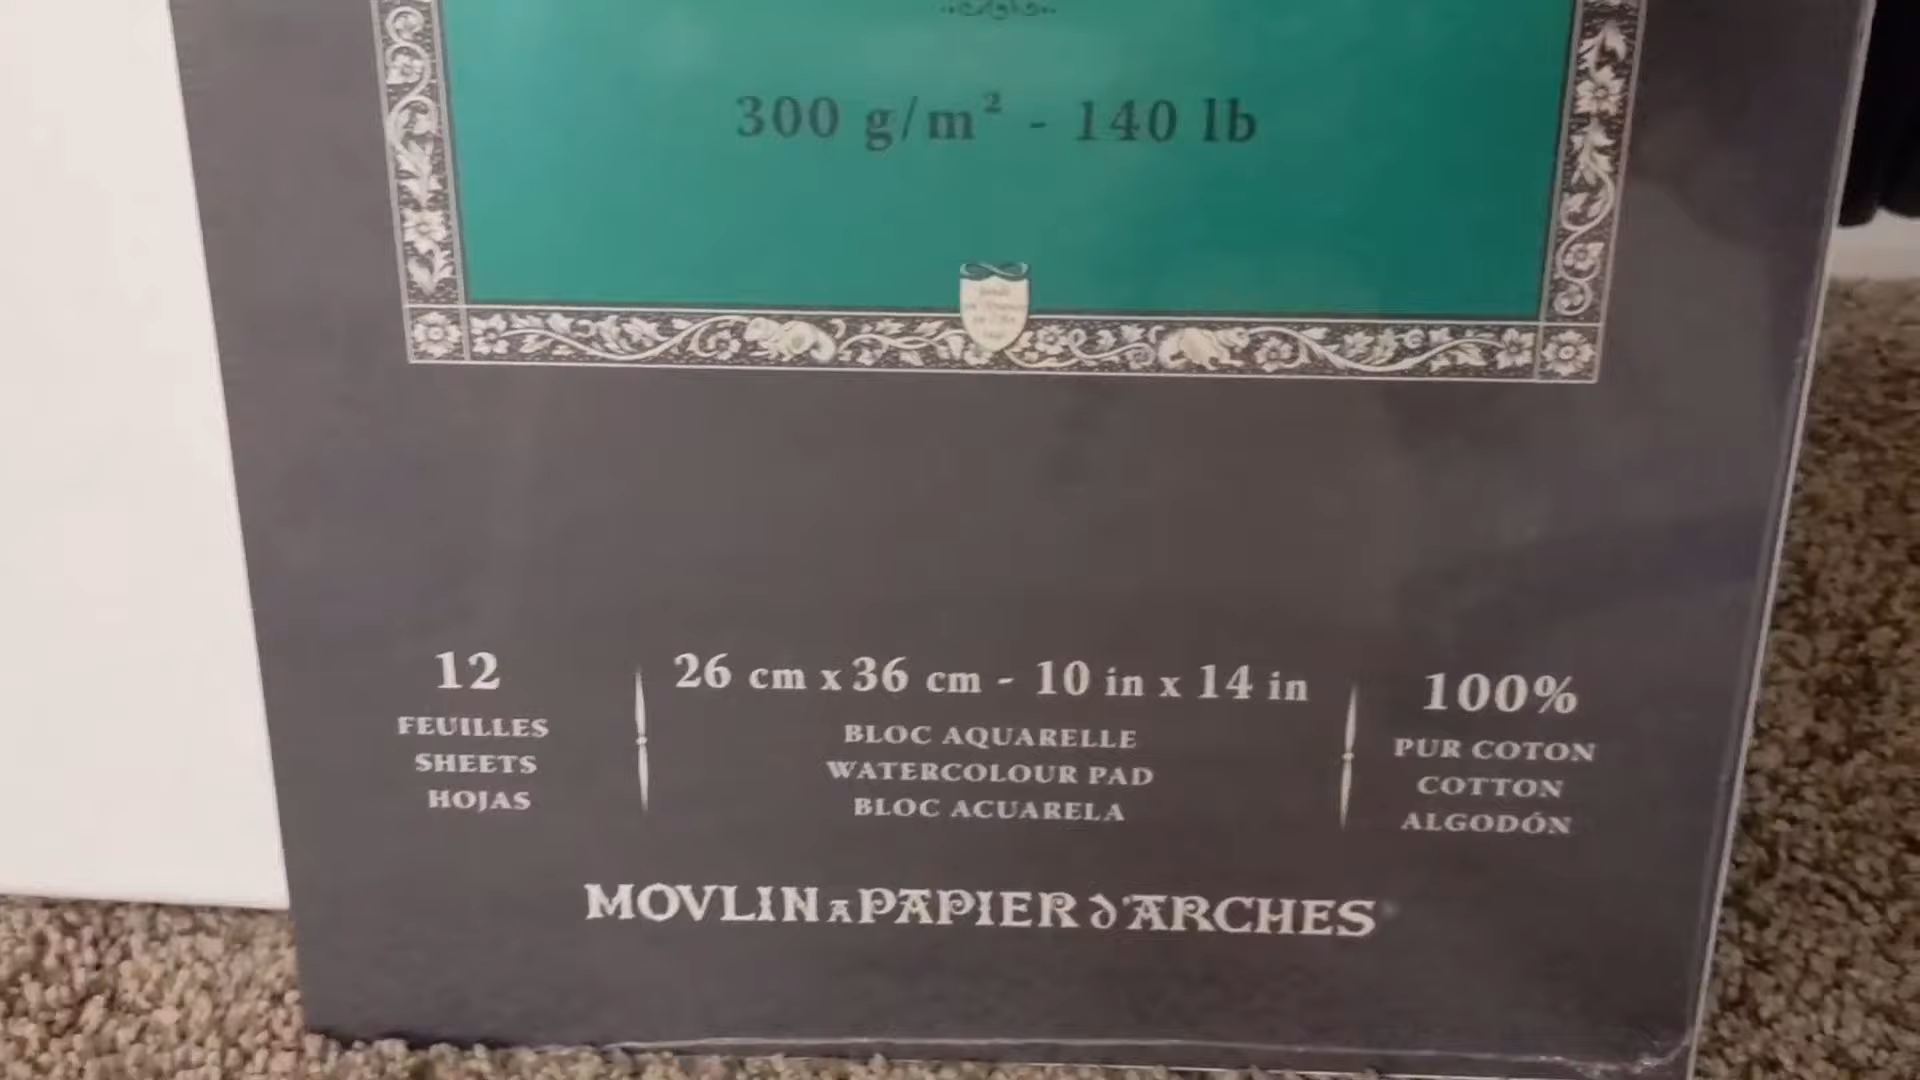 300 g/m² - 140 lb
12
FEUILLES
SHEETS
HOJAS
26 cm x 36 cm - 10 in x 14 in
BLOC AQUARELLE
WATERCOLOUR PAD
BLOC ACUARELA
100%
PUR COTON
COTTON
ALGODÓN
MOVLIN A PAPIER D'ARCHES